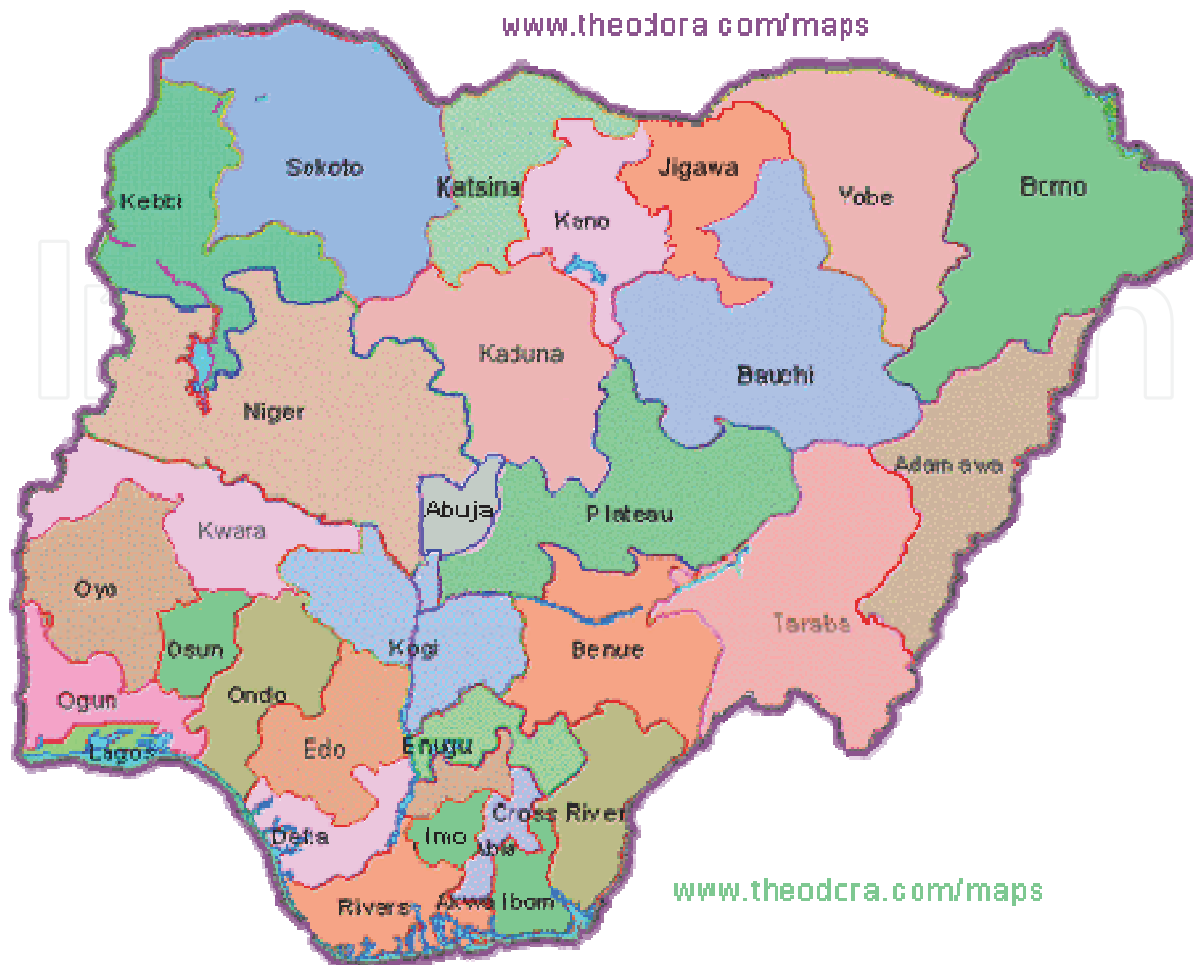 www.theodora.com/maps
Sokoto
Katsina
Jigawa
Kebbi
Kano
Yobe
Borno
Kaduna
Bauchi
Niger
Adamawa
Abuja
Plateau
Kwara
Oyo
Taraba
Osun
Kogi
Benue
Ogun
Ondo
Lagos
Edo
Enugu
Cross River
Delta
Imo
Abia
Rivers
Akwa Ibom
www.theodora.com/maps